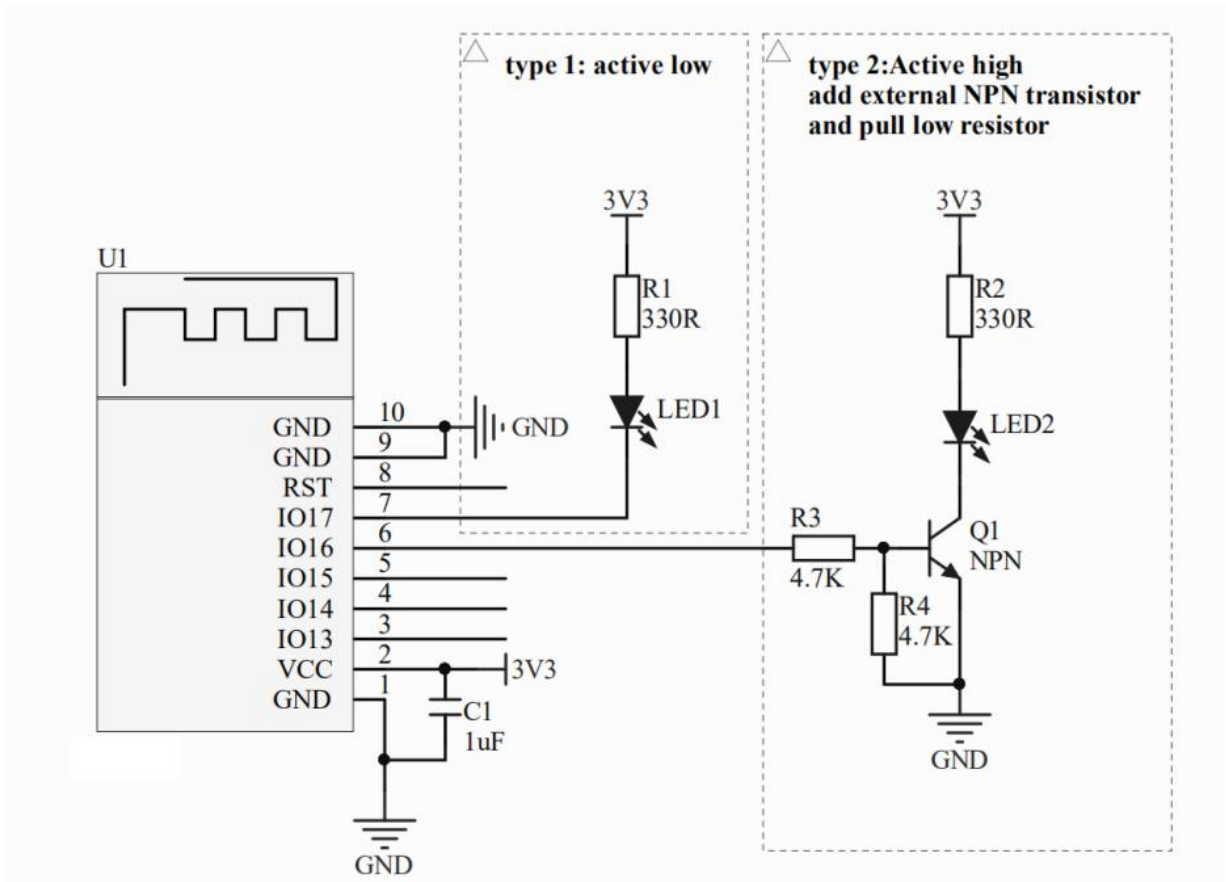 type 1: active low
type 2:Active high
add external NPN transistor
and pull low resistor
3V3
3V3
U1
R1
330R
R2
330R
LED1
LED2
GND
10
GND
GND
9
RST
8
IO17
7
IO16
6
IO15
5
IO14
4
IO13
3
VCC
2
3V3
GND
1
C1
1uF
GND
R3
4.7K
Q1
NPN
R4
4.7K
GND